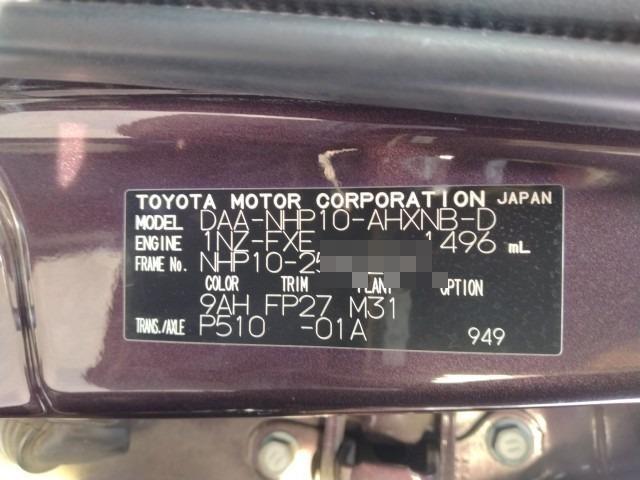 TOYOTA MOTOR CORPORATION JAPAN
MODEL DAA-NHP10-AHXNB-D
ENGINE 1NZ-FXE 1496 mL
FRAME No. NHP10-25
COLOR TRIM PLANT OPTION
9AH FP27 M31
TRANS./AXLE P510 -01A 949